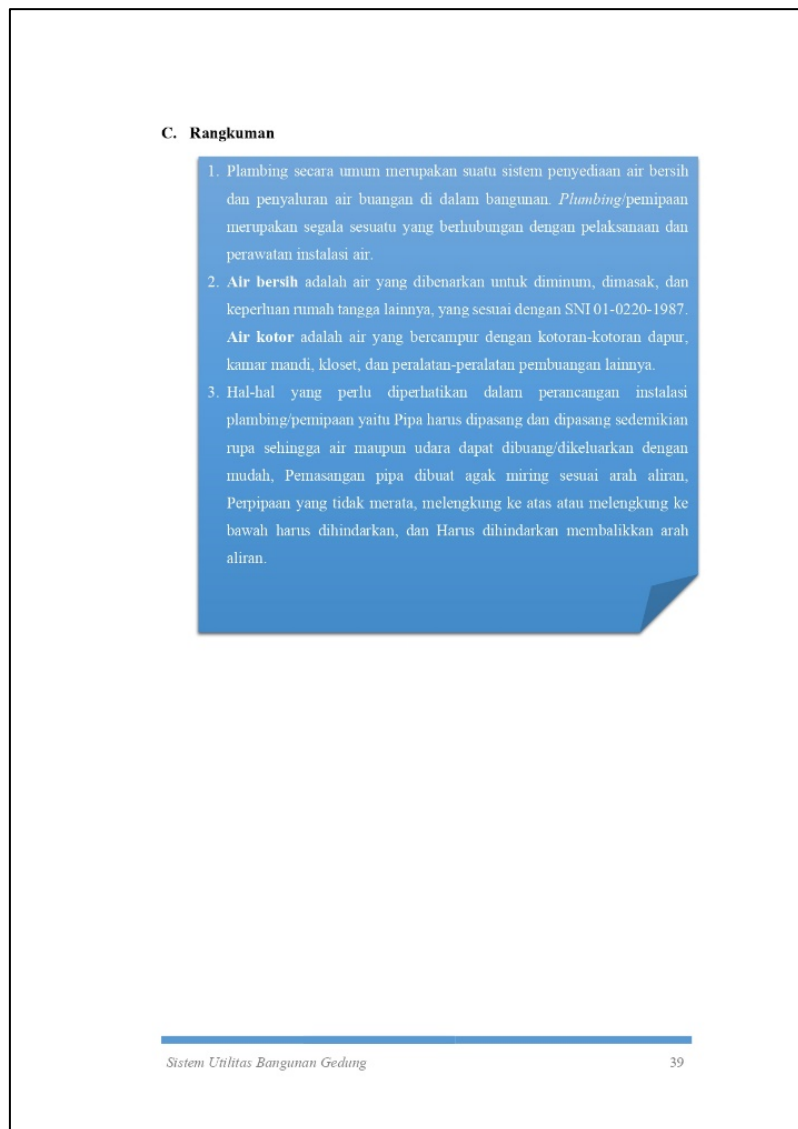 C. Rangkuman
1. Plambing secara umum merupakan suatu sistem penyediaan air bersih
dan penyaluran air buangan di dalam bangunan. Plumbing/pemipaan
merupakan segala sesuatu yang berhubungan dengan pelaksanaan dan
perawatan instalasi air.
2. Air bersih adalah air yang dibenarkan untuk diminum, dimasak, dan
keperluan rumah tangga lainnya, yang sesuai dengan SNI 01-0220-1987.
Air kotor adalah air yang bercampur dengan kotoran-kotoran dapur,
kamar mandi, kloset, dan peralatan-peralatan pembuangan lainnya.
3. Hal-hal yang perlu diperhatikan dalam perancangan instalasi
plambing/pemipaan yaitu Pipa harus dipasang dan dipasang sedemikian
rupa sehingga air maupun udara dapat dibuang/dikeluarkan dengan
mudah, Pemasangan pipa dibuat agak miring sesuai arah aliran,
Perpipaan yang tidak merata, melengkung ke atas atau melengkung ke
bawah harus dihindarkan, dan Harus dihindarkan membalikkan arah
aliran.
Sistem Utilitas Bangunan Gedung 39